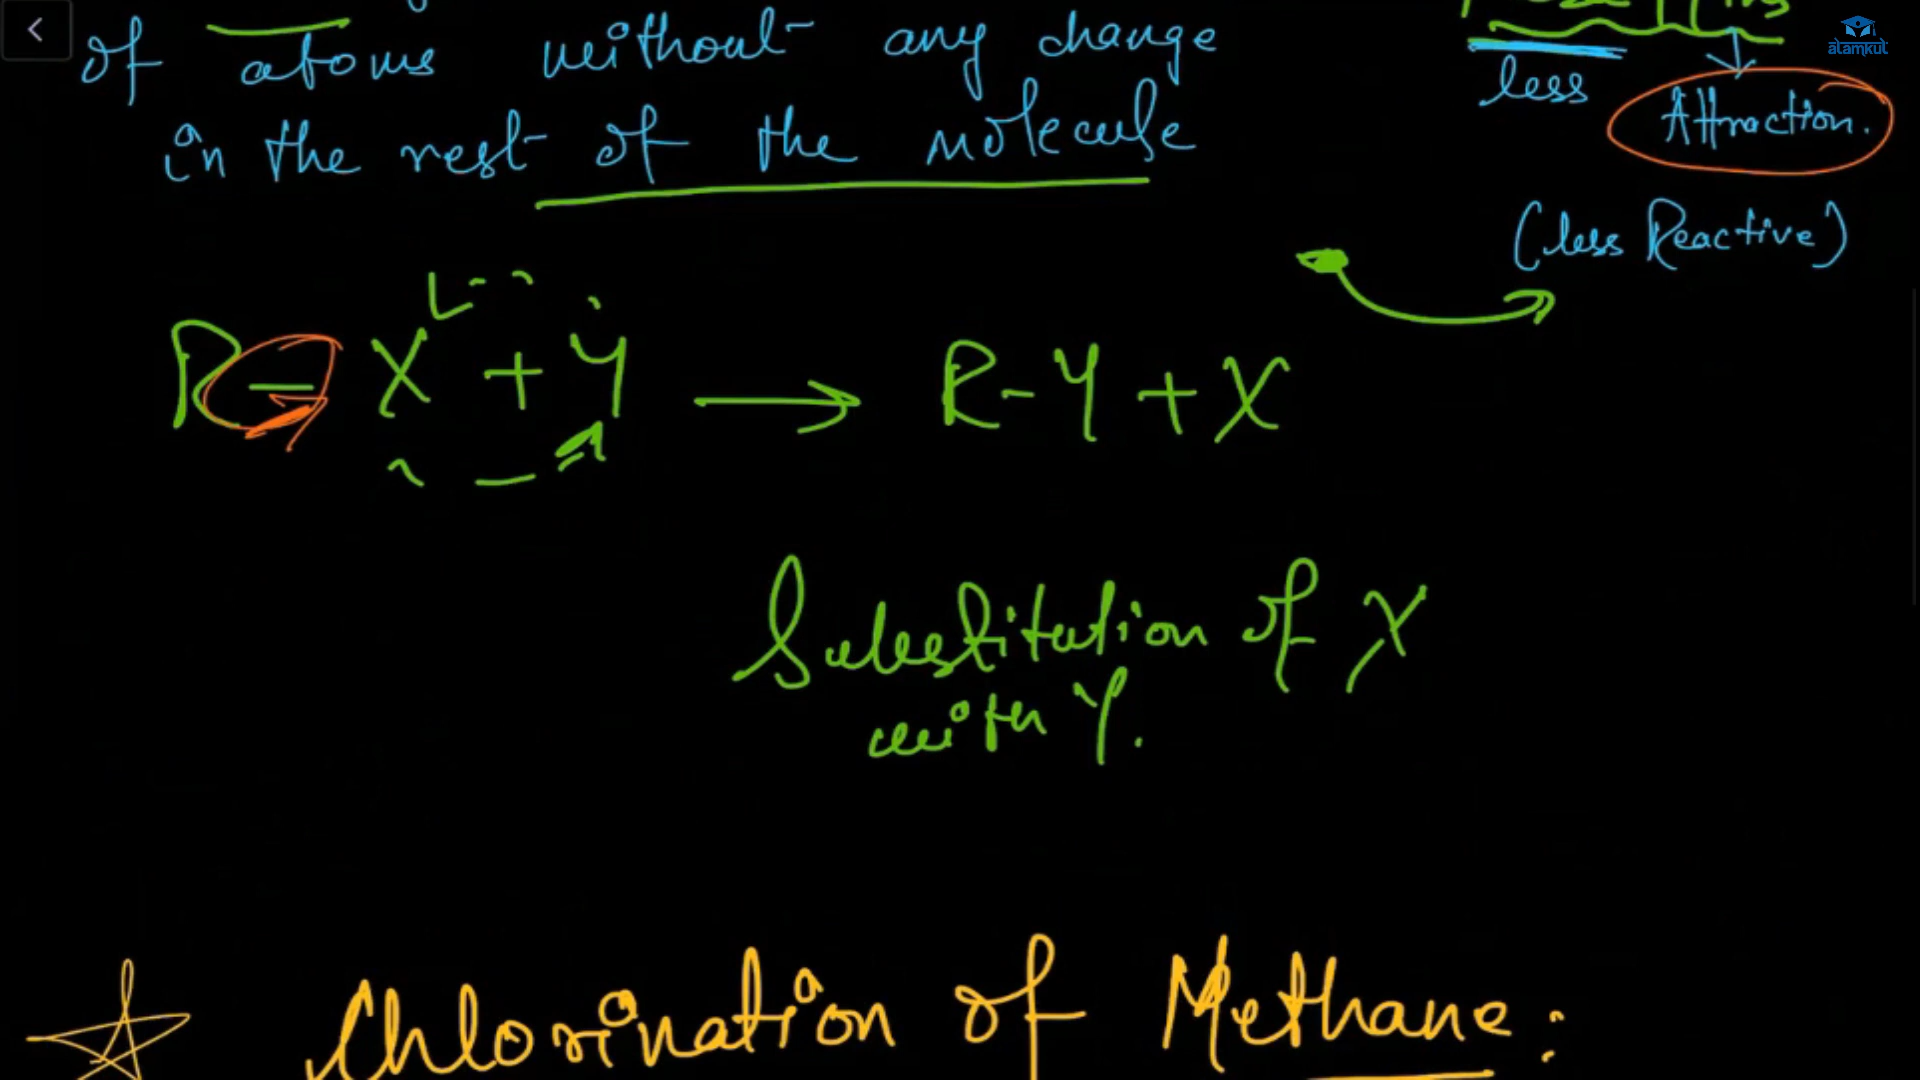 of atoms without any change
in the rest of the molecule
less
Attraction.
(less Reactive)
R - X + Y → R - Y + X
Substitution of X
with Y.
Chlorination of Methane:
alamkul